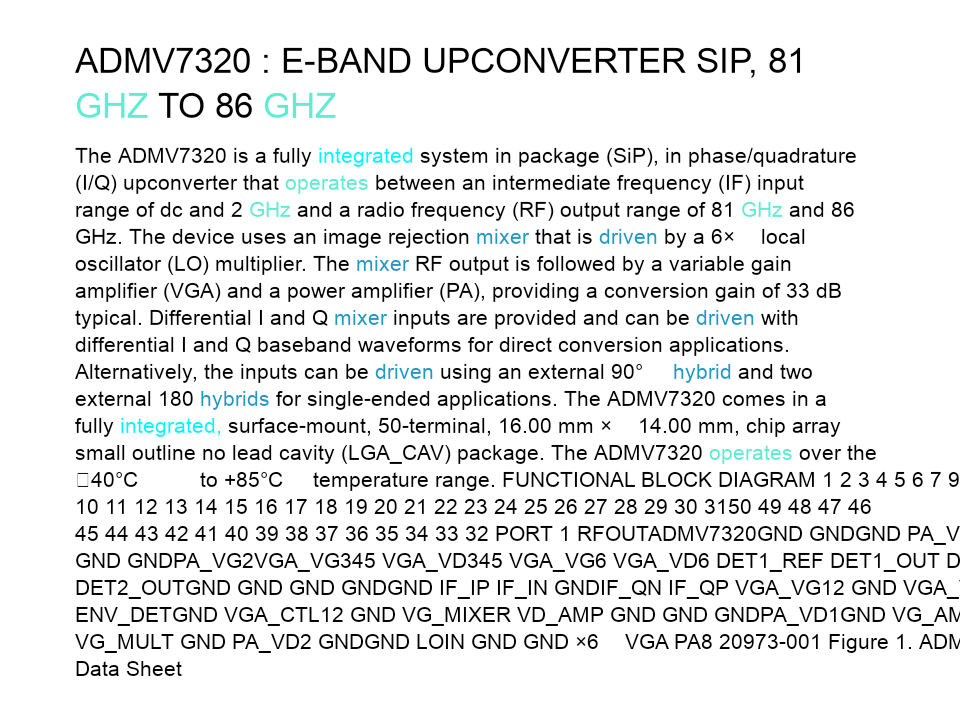 ADMV7320 : E-BAND UPCONVERTER SIP, 81
GHZ TO 86 GHZ
The ADMV7320 is a fully integrated system in package (SiP), in phase/quadrature
(I/Q) upconverter that operates between an intermediate frequency (IF) input
range of dc and 2 GHz and a radio frequency (RF) output range of 81 GHz and 86
GHz. The device uses an image rejection mixer that is driven by a 6× local
oscillator (LO) multiplier. The mixer RF output is followed by a variable gain
amplifier (VGA) and a power amplifier (PA), providing a conversion gain of 33 dB
typical. Differential I and Q mixer inputs are provided and can be driven with
differential I and Q baseband waveforms for direct conversion applications.
Alternatively, the inputs can be driven using an external 90° hybrid and two
external 180 hybrids for single-ended applications. The ADMV7320 comes in a
fully integrated, surface-mount, 50-terminal, 16.00 mm × 14.00 mm, chip array
small outline no lead cavity (LGA_CAV) package. The ADMV7320 operates over the
40°C to +85°C temperature range. FUNCTIONAL BLOCK DIAGRAM 1 2 3 4 5 6 7 9
10 11 12 13 14 15 16 17 18 19 20 21 22 23 24 25 26 27 28 29 30 3150 49 48 47 46
45 44 43 42 41 40 39 38 37 36 35 34 33 32 PORT 1 RFOUTADMV7320GND GNDGND PA_V
GND GNDPA_VG2VGA_VG345 VGA_VD345 VGA_VG6 VGA_VD6 DET1_REF DET1_OUT D
DET2_OUTGND GND GND GNDGND IF_IP IF_IN GNDIF_QN IF_QP VGA_VG12 GND VGA_
ENV_DETGND VGA_CTL12 GND VG_MIXER VD_AMP GND GND GNDPA_VD1GND VG_AM
VG_MULT GND PA_VD2 GNDGND LOIN GND GND ×6 VGA PA8 20973-001 Figure 1. ADM
Data Sheet